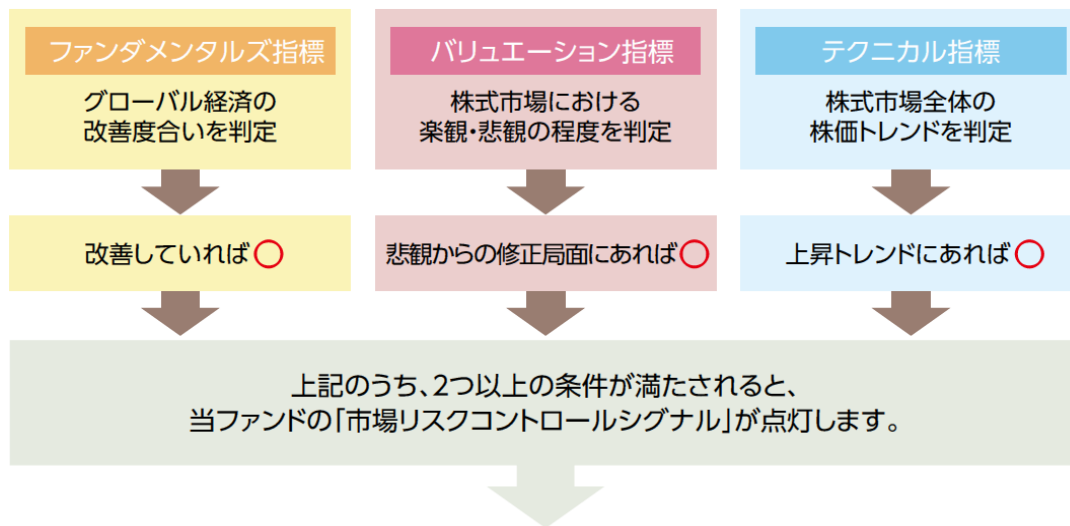 ファンダメンタルズ指標
グローバル経済の
改善度合いを判定
バリュエーション指標
株式市場における
楽観・悲観の程度を判定
テクニカル指標
株式市場全体の
株価トレンドを判定
改善していれば○
悲観からの修正局面にあれば○
上昇トレンドにあれば○
上記のうち、2つ以上の条件が満たされると、
当ファンドの「市場リスクコントロールシグナル」が点灯します。